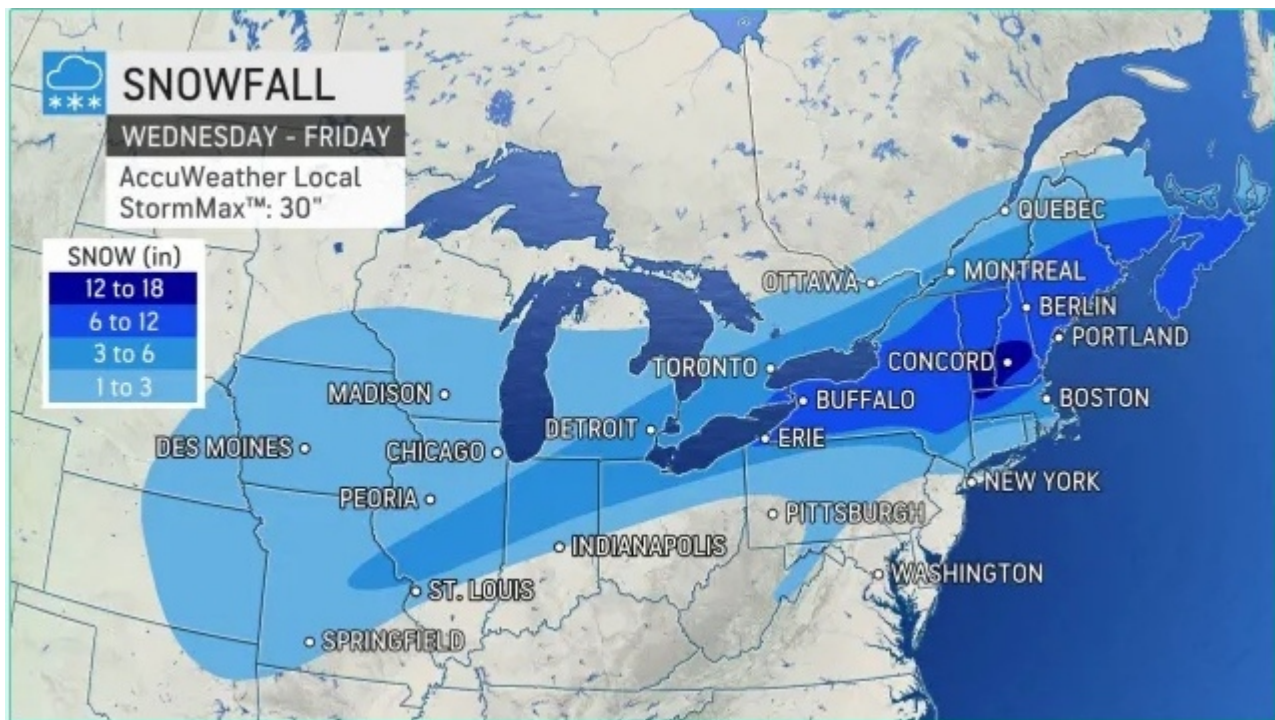 SNOWFALL
WEDNESDAY - FRIDAY
AccuWeather Local
StormMax™: 30"
SNOW (in)
12 to 18
6 to 12
3 to 6
1 to 3
QUEBEC
OTTAWA
MONTREAL
BERLIN
PORTLAND
TORONTO
CONCORD
MADISON
BUFFALO
BOSTON
DETROIT
ERIE
DES MOINES
CHICAGO
NEW YORK
PEORIA
PITTSBURGH
INDIANAPOLIS
WASHINGTON
ST. LOUIS
SPRINGFIELD